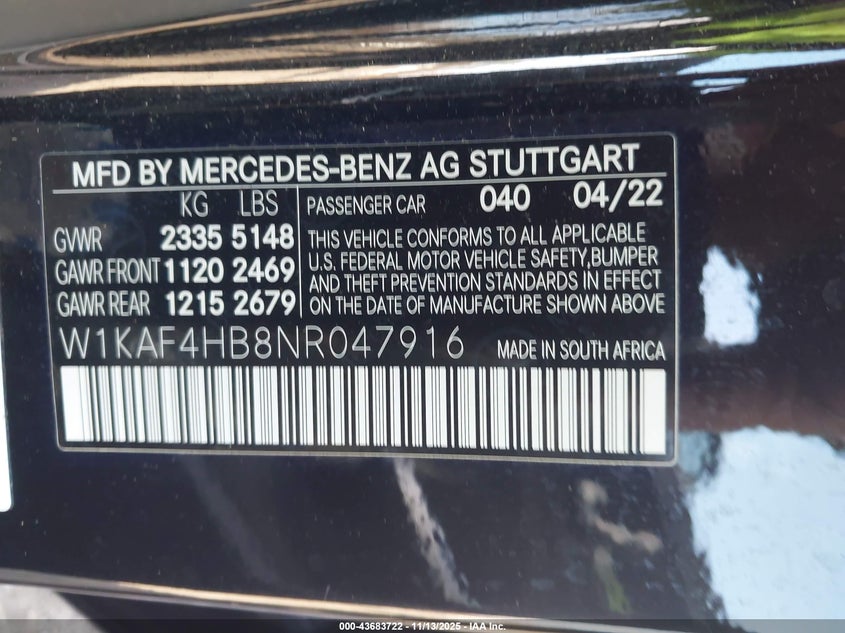 MFD BY MERCEDES-BENZ AG STUTTGART
KG LBS
GVWR 2335 5148
GAWR FRONT 1120 2469
GAWR REAR 1215 2679
PASSENGER CAR 040 04/22
THIS VEHICLE CONFORMS TO ALL APPLICABLE
U.S. FEDERAL MOTOR VEHICLE SAFETY,BUMPER
AND THEFT PREVENTION STANDARDS IN EFFECT
ON THE DATE OF MANUFACTURE SHOWN ABOVE
W1KAF4HB8NR047916 MADE IN SOUTH AFRICA
000-43683722 - 11/13/2025 - IAA Inc.